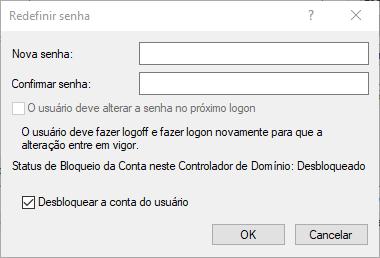 Redefinir senha
Nova senha:
Confirmar senha:
O usuário deve alterar a senha no próximo logon
O usuário deve fazer logoff e fazer logon novamente para que a
alteração entre em vigor.
Status de Bloqueio da Conta neste Controlador de Domínio: Desbloqueado
Desbloquear a conta do usuário
OK
Cancelar